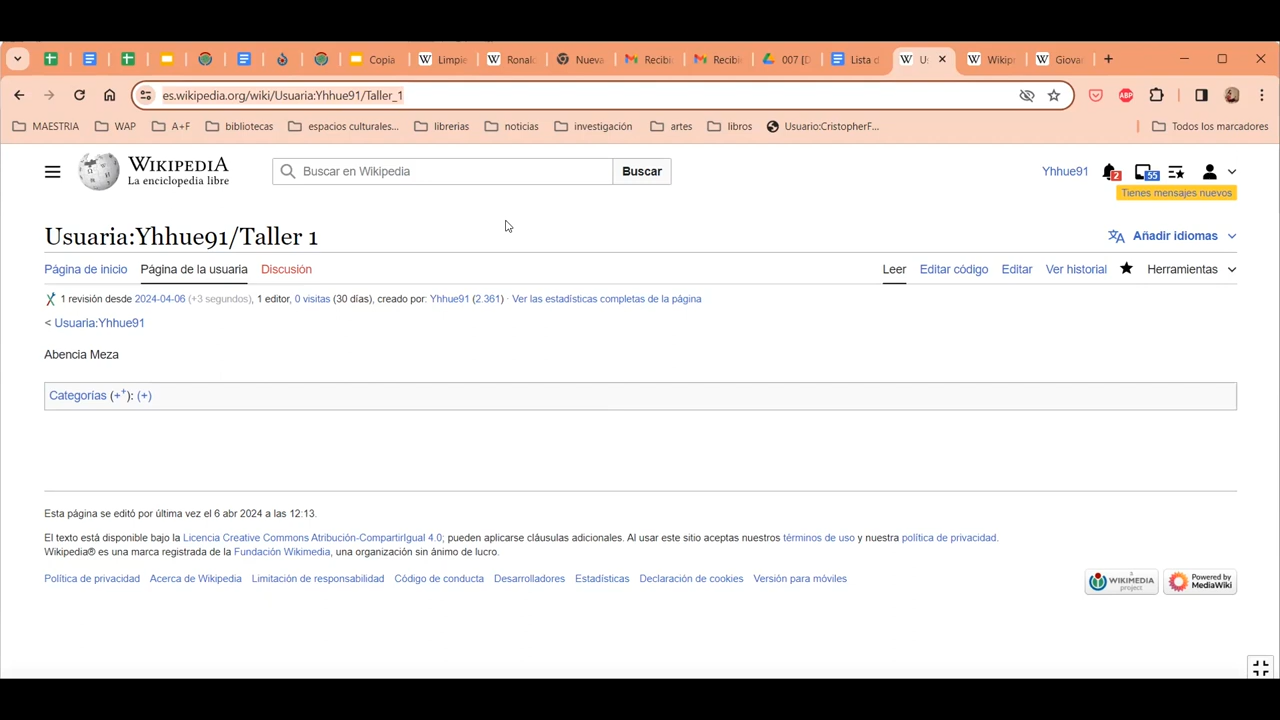 Copia
Limpie
Ronal
Nueva
Recibi
Recibi
007 [D
Lista d
Us
Wikip
Giovar
es.wikipedia.org/wiki/Usuaria:Yhhue91/Taller_1
ABP
MAESTRIA
WAP
A+F
bibliotecas
espacios culturales...
librerias
noticias
investigación
artes
libros
Usuario:CristopherF...
Todos los marcadores
WIKIPEDIA
La enciclopedia libre
Buscar en Wikipedia
Buscar
Yhhue91
2
55
Tienes mensajes nuevos
Usuaria:Yhhue91/Taller 1
Añadir idiomas
Página de inicio
Página de la usuaria
Discusión
Leer
Editar código
Editar
Ver historial
Herramientas
1 revisión desde 2024-04-06 (+3 segundos), 1 editor, 0 visitas (30 días), creado por: Yhhue91 (2.361) · Ver las estadísticas completas de la página
< Usuaria:Yhhue91
Abencia Meza
Categorías (++): (+)
Esta página se editó por última vez el 6 abr 2024 a las 12:13.
El texto está disponible bajo la Licencia Creative Commons Atribución-CompartirIgual 4.0; pueden aplicarse cláusulas adicionales. Al usar este sitio aceptas nuestros términos de uso y nuestra política de privacidad.
Wikipedia® es una marca registrada de la Fundación Wikimedia, una organización sin ánimo de lucro.
Política de privacidad
Acerca de Wikipedia
Limitación de responsabilidad
Código de conducta
Desarrolladores
Estadísticas
Declaración de cookies
Versión para móviles
A
WIKIMEDIA
project
Powered by
MediaWiki